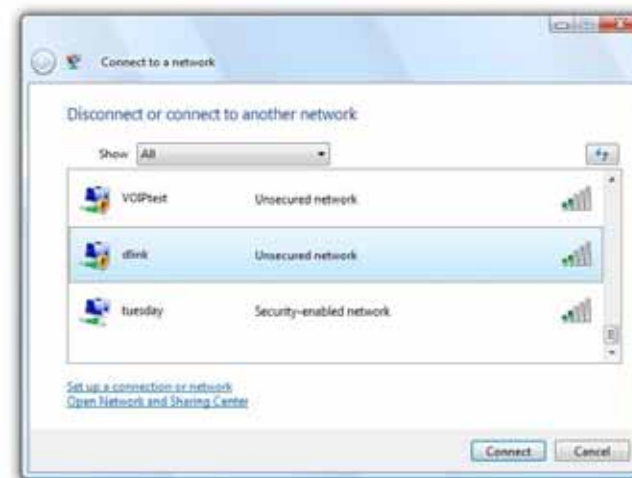 Connect to a network
Disconnect or connect to another network
Show All
VOIPtest Unsecured network
dlink Unsecured network
tuesday Security-enabled network
Set up a connection or network
Open Network and Sharing Center
Connect Cancel